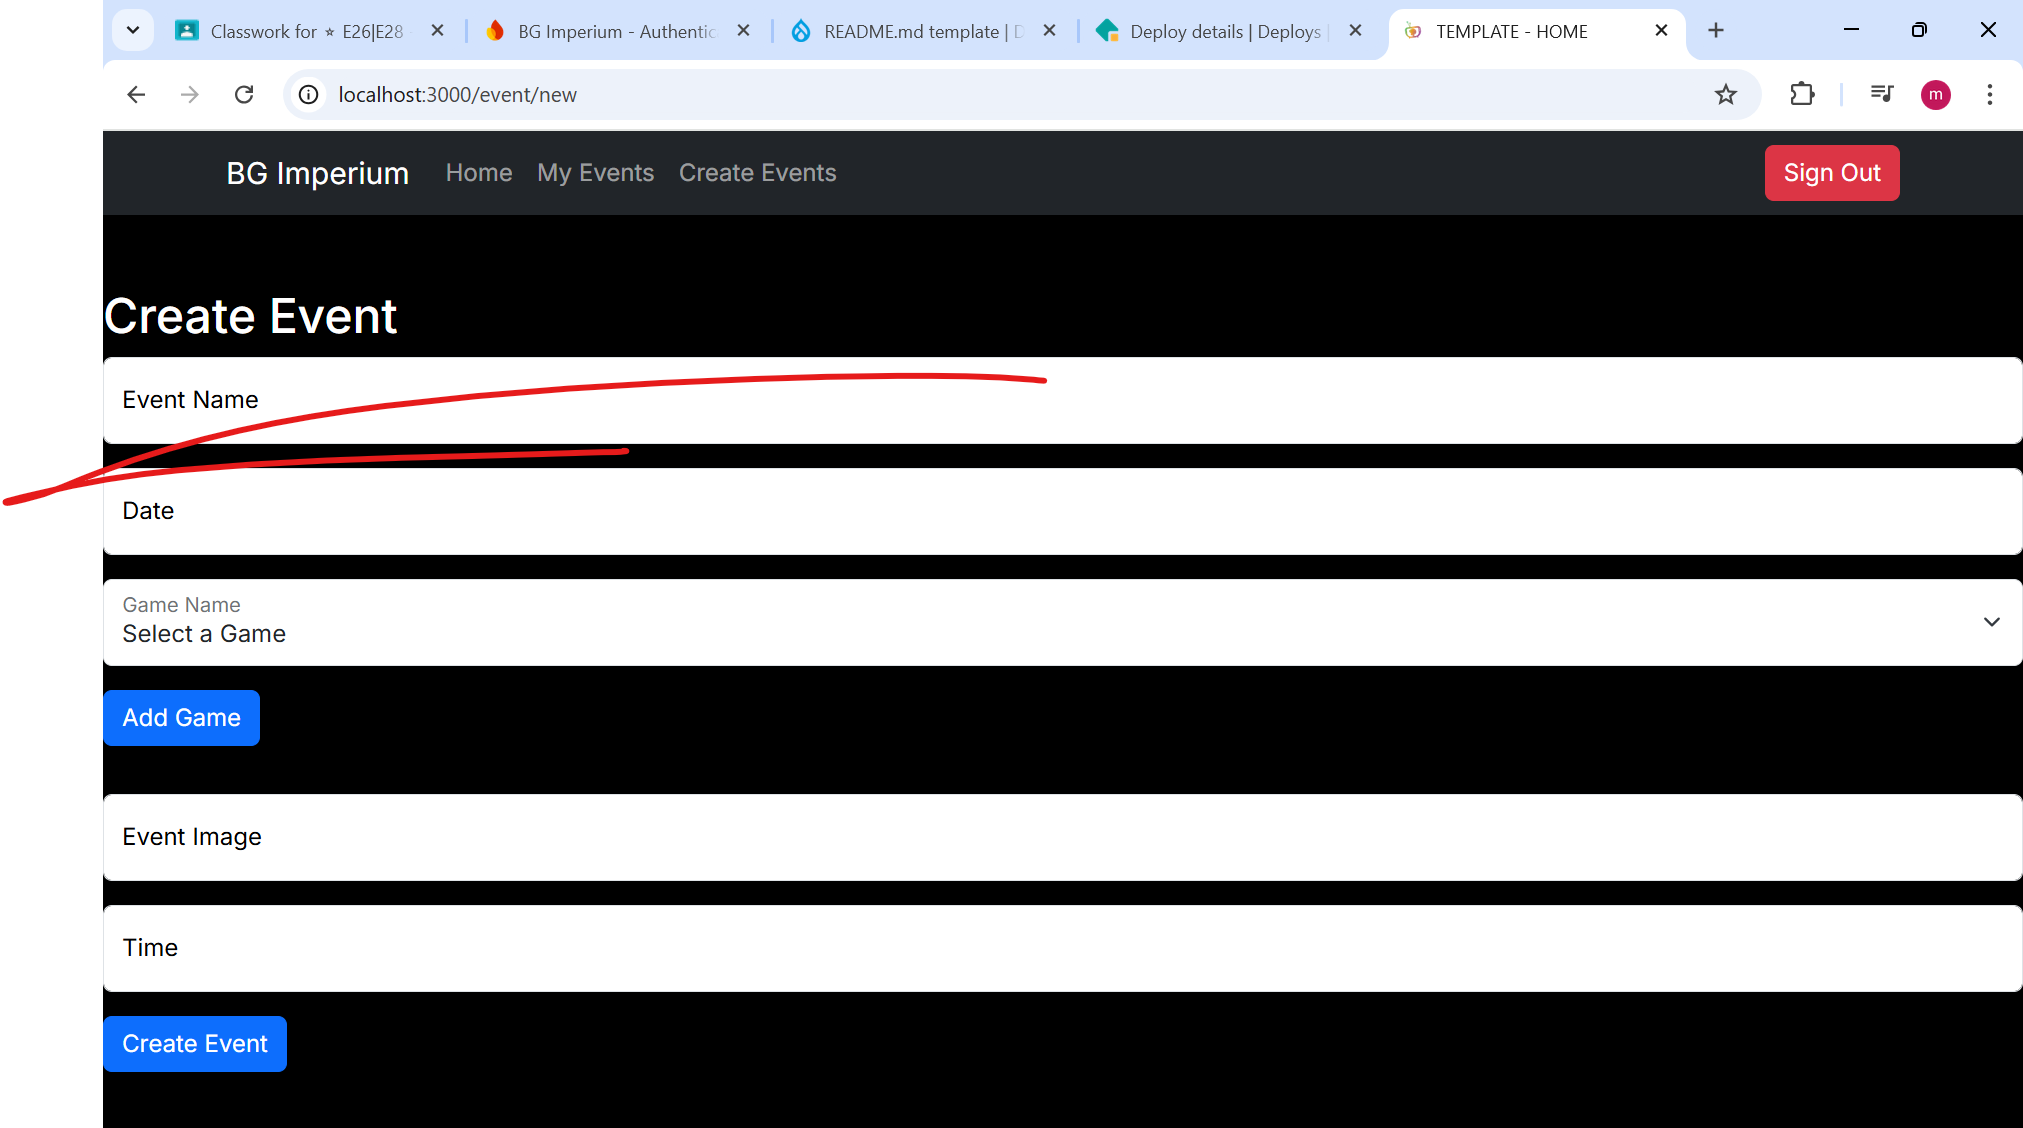 Classwork for ⭑ E26|E28
BG Imperium - Authentic
README.md template | D
Deploy details | Deploys |
TEMPLATE - HOME
localhost:3000/event/new
m
BG Imperium Home My Events Create Events Sign Out
Create Event
Event Name
Date
Game Name
Select a Game
Add Game
Event Image
Time
Create Event